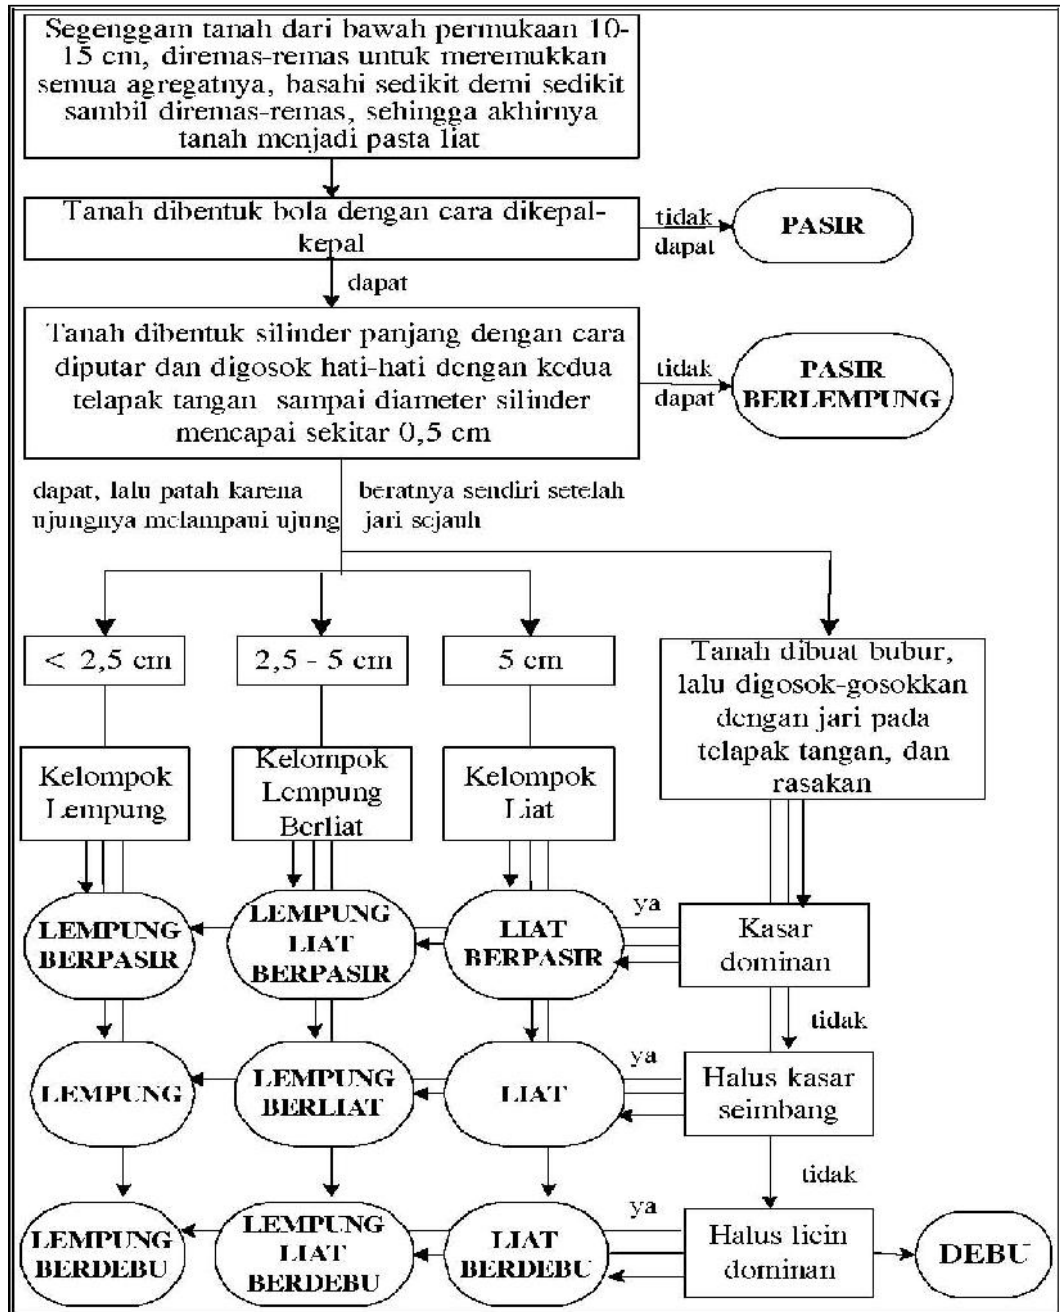 Segenggam tanah dari bawah permukaan 10-
15 cm, diremas-remas untuk meremukkan
semua agregatnya, basahi sedikit demi sedikit
sambil diremas-remas, sehingga akhirnya
tanah menjadi pasta liat
Tanah dibentuk bola dengan cara dikepal-
kepal
tidak
dapat
PASIR
dapat
Tanah dibentuk silinder panjang dengan cara
diputar dan digosok hati-hati dengan kedua
telapak tangan sampai diameter silinder
mencapai sekitar 0,5 cm
tidak
dapat
PASIR
BERLEMPUNG
dapat, lalu patah karena
ujungnya melampaui ujung
beratnya sendiri setelah
jari sejauh
< 2,5 cm
2,5 - 5 cm
5 cm
Tanah dibuat bubur,
lalu digosok-gosokkan
dengan jari pada
telapak tangan, dan
rasakan
Kelompok
Lempung
Kelompok
Lempung
Berliat
Kelompok
Liat
LEMPUNG
BERPASIR
LEMPUNG
LIAT
BERPASIR
LIAT
BERPASIR
ya
Kasar
dominan
tidak
LEMPUNG
LEMPUNG
BERLIAT
LIAT
ya
Halus kasar
seimbang
tidak
LEMPUNG
BERDEBU
LEMPUNG
LIAT
BERDEBU
LIAT
BERDEBU
ya
Halus licin
dominan
DEBU